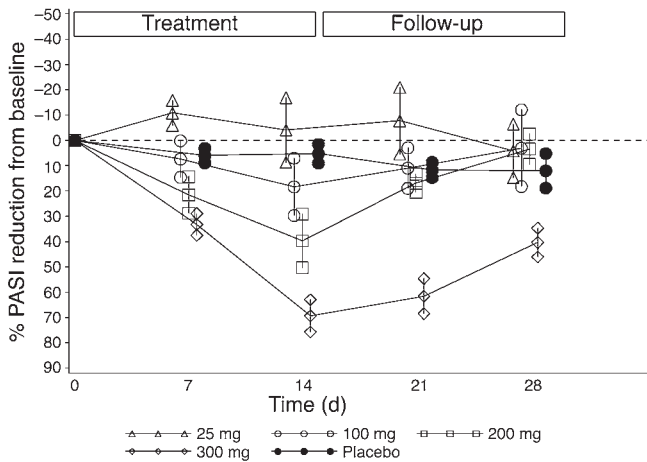 Treatment Follow-up
% PASI reduction from baseline
–50
–40
–30
–20
–10
0
10
20
30
40
50
60
70
80
90
0 7 14 21 28
Time (d)
25 mg 100 mg 200 mg
300 mg Placebo